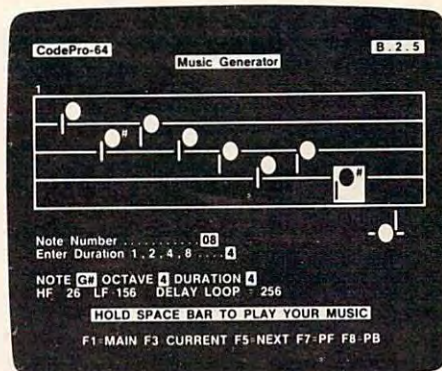 CodePro-64 B.2.5
Music Generator
1
#
#
Note Number .......... 08
Enter Duration 1,2,4,8 .... 4
NOTE G# OCTAVE 4 DURATION 4
HF 26 LF 156 DELAY LOOP = 256
HOLD SPACE BAR TO PLAY YOUR MUSIC
F1=MAIN F3 CURRENT F5=NEXT F7=PF F8=PB